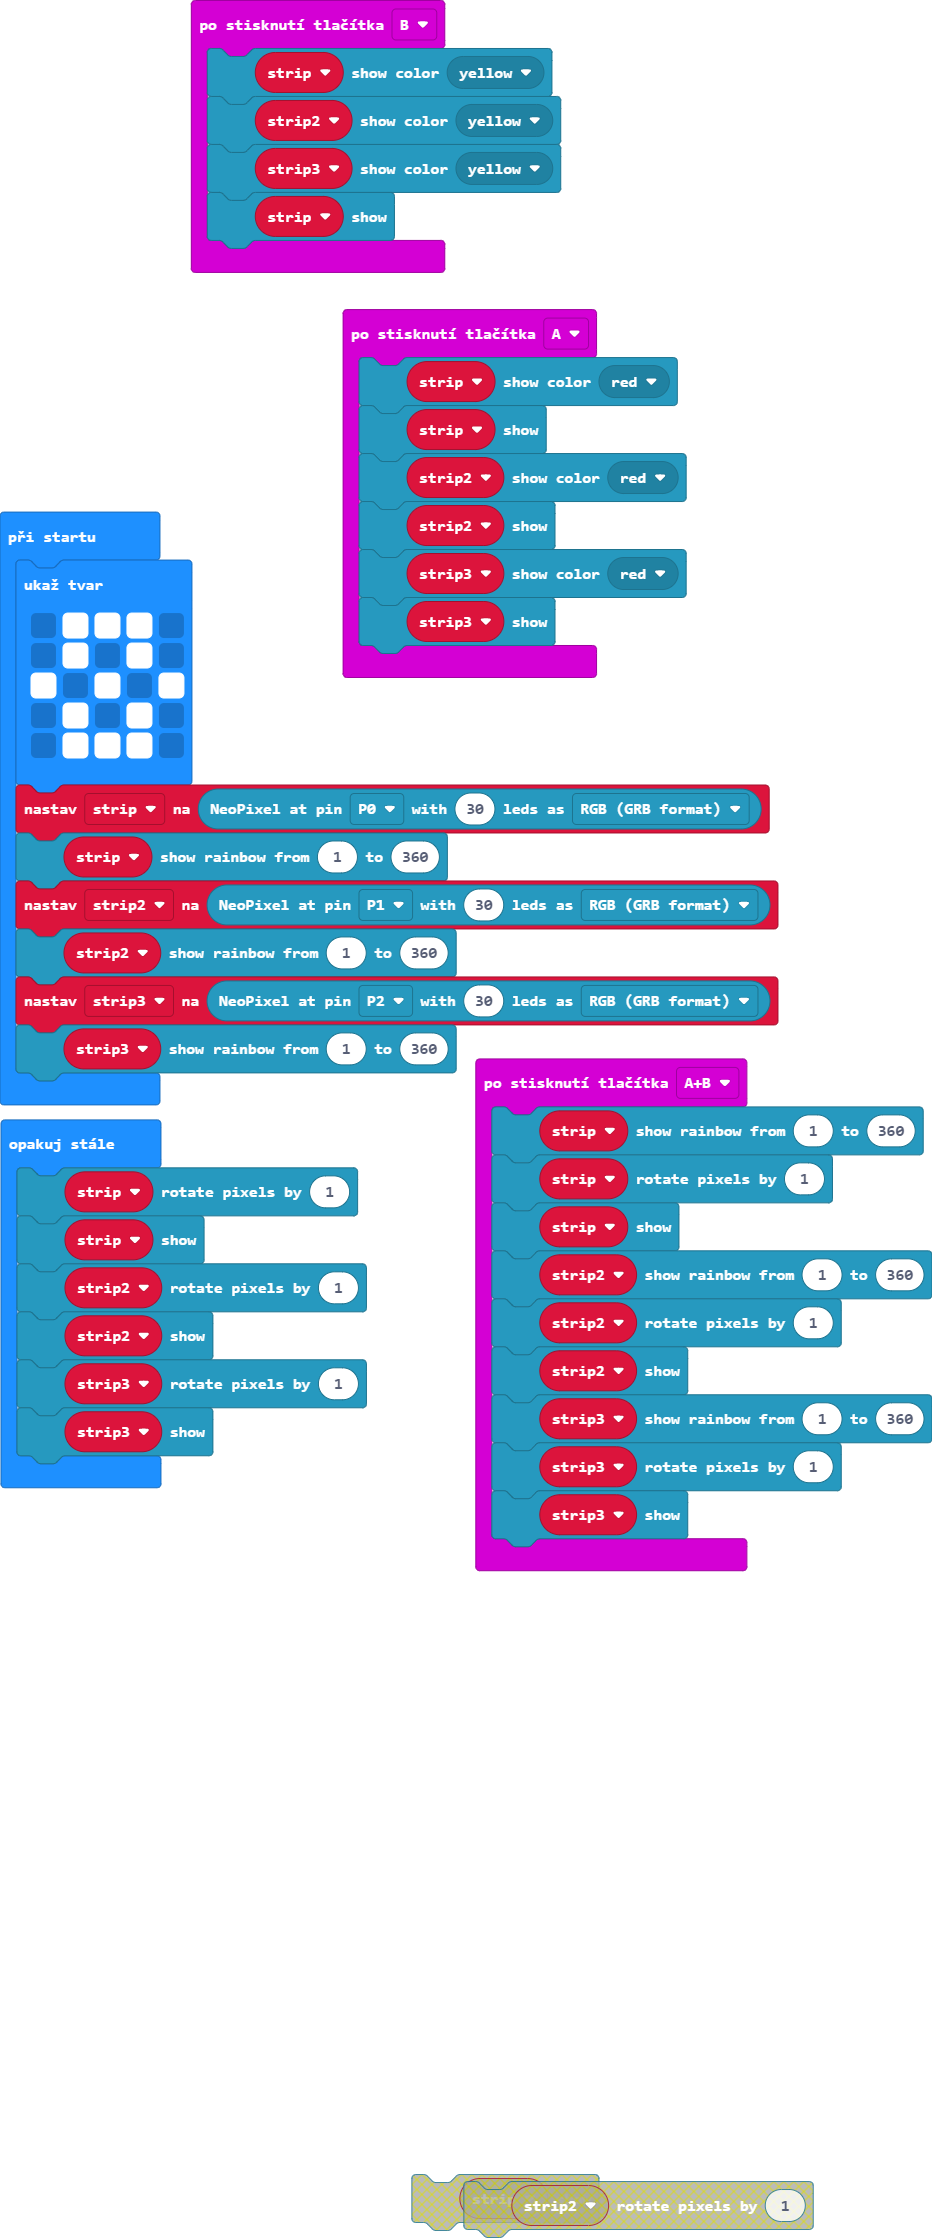 po stisknutí tlačítka B
strip show color yellow
strip2 show color yellow
strip3 show color yellow
strip show
po stisknutí tlačítka A
strip show color red
strip show
strip2 show color red
strip2 show
strip3 show color red
strip3 show
při startu
ukaž tvar
nastav strip na NeoPixel at pin P0 with 30 leds as RGB (GRB format)
strip show rainbow from 1 to 360
nastav strip2 na NeoPixel at pin P1 with 30 leds as RGB (GRB format)
strip2 show rainbow from 1 to 360
nastav strip3 na NeoPixel at pin P2 with 30 leds as RGB (GRB format)
strip3 show rainbow from 1 to 360
opakuj stále
strip rotate pixels by 1
strip show
strip2 rotate pixels by 1
strip2 show
strip3 rotate pixels by 1
strip3 show
po stisknutí tlačítka A+B
strip show rainbow from 1 to 360
strip rotate pixels by 1
strip show
strip2 show rainbow from 1 to 360
strip2 rotate pixels by 1
strip2 show
strip3 show rainbow from 1 to 360
strip3 rotate pixels by 1
strip3 show
strip2 rotate pixels by 1